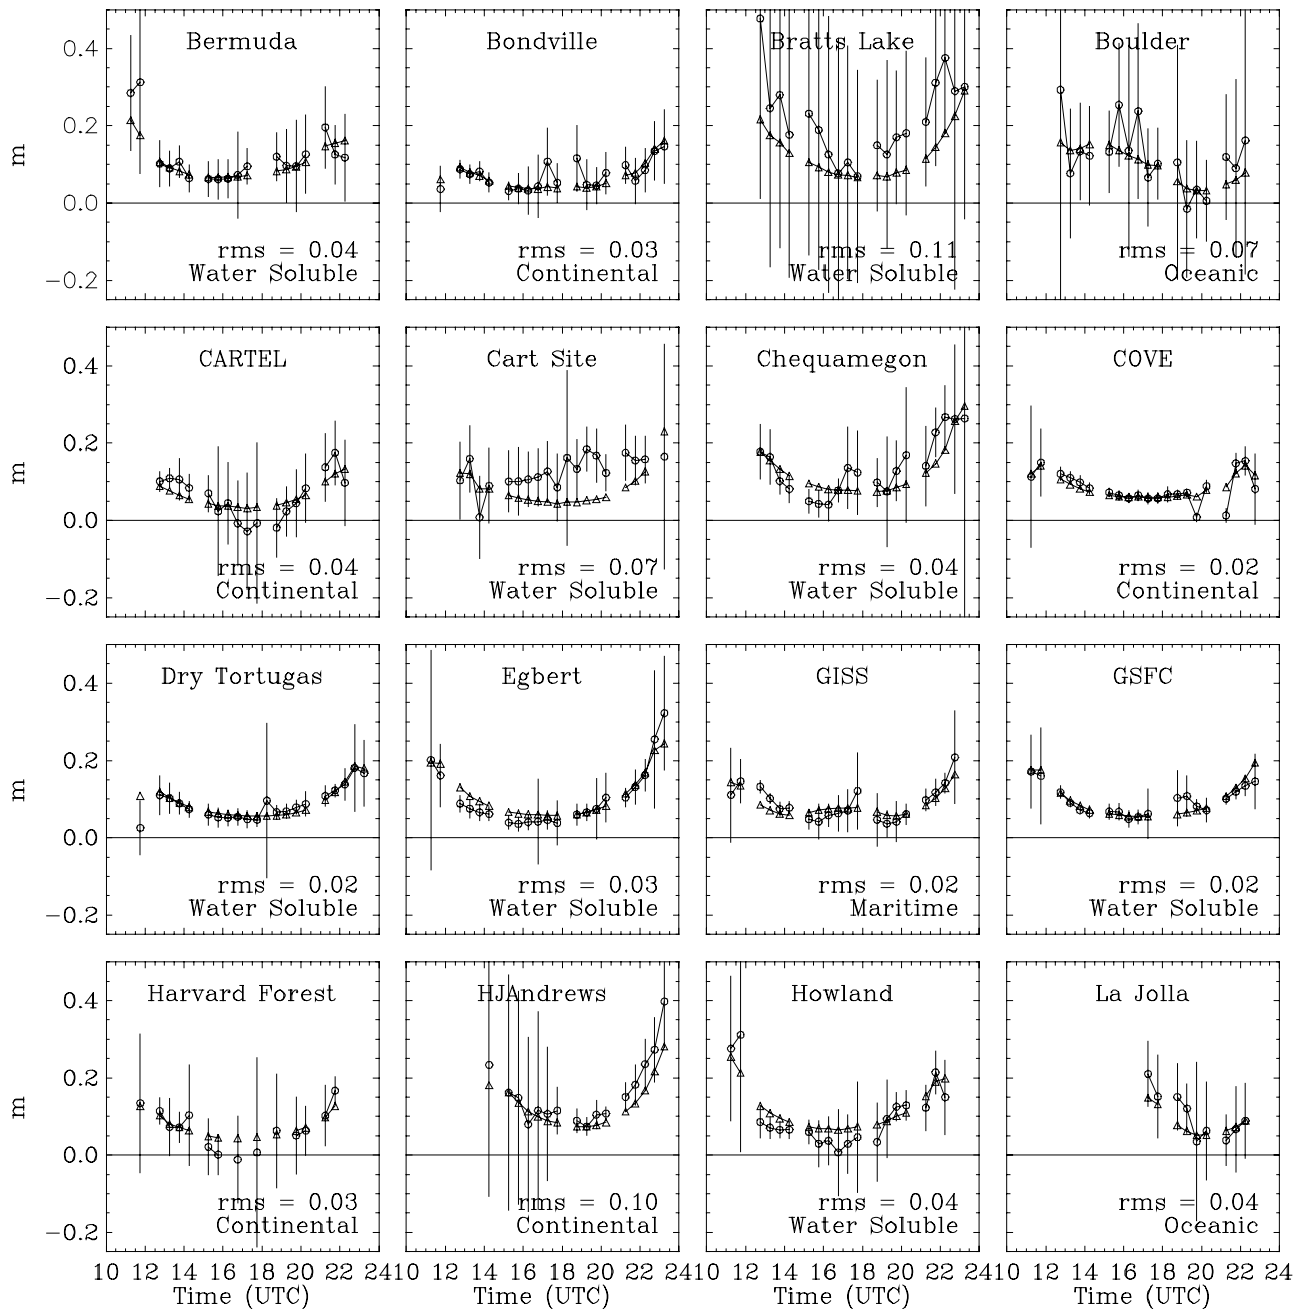 Bermuda
Bondville
Bratts Lake
Boulder
0.4
0.2
0.0
−0.2
m
rms = 0.04
Water Soluble
rms = 0.03
Continental
rms = 0.11
Water Soluble
rms = 0.07
Oceanic
CARTEL
Cart Site
Chequamegon
COVE
0.4
0.2
0.0
−0.2
m
rms = 0.04
Continental
rms = 0.07
Water Soluble
rms = 0.04
Water Soluble
rms = 0.02
Continental
Dry Tortugas
Egbert
GISS
GSFC
0.4
0.2
0.0
−0.2
m
rms = 0.02
Water Soluble
rms = 0.03
Water Soluble
rms = 0.02
Maritime
rms = 0.02
Water Soluble
Harvard Forest
HJAndrews
Howland
La Jolla
0.4
0.2
0.0
−0.2
m
rms = 0.03
Continental
rms = 0.10
Continental
rms = 0.04
Water Soluble
rms = 0.04
Oceanic
10 12 14 16 18 20 22 24
10 12 14 16 18 20 22 24
10 12 14 16 18 20 22 24
10 12 14 16 18 20 22 24
Time (UTC)
Time (UTC)
Time (UTC)
Time (UTC)